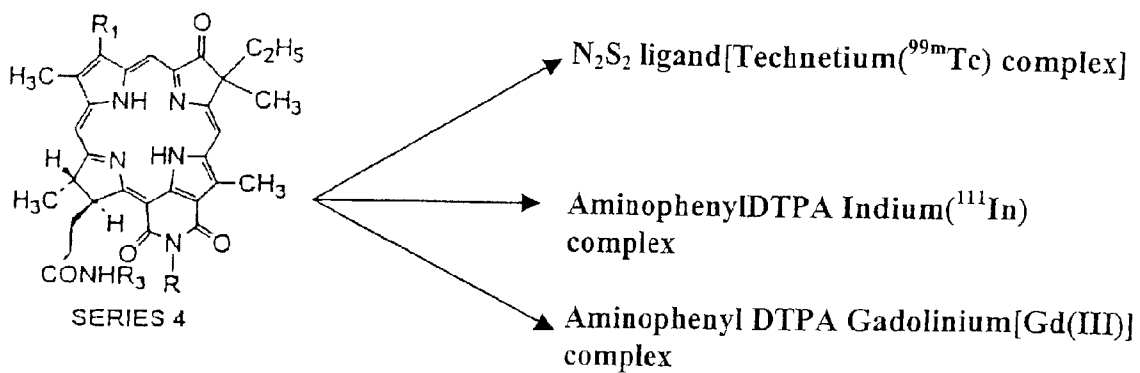 R₁
O
C₂H₅
H₃C
NH
N
CH₃
H
N
HN
H₃C
CH₃
H
O
N
O
CONHR₃
R
SERIES 4
N₂S₂ ligand[Technetium(⁹⁹ᵐTc) complex]
AminophenylDTPA Indium(¹¹¹In)
complex
Aminophenyl DTPA Gadolinium[Gd(III)]
complex